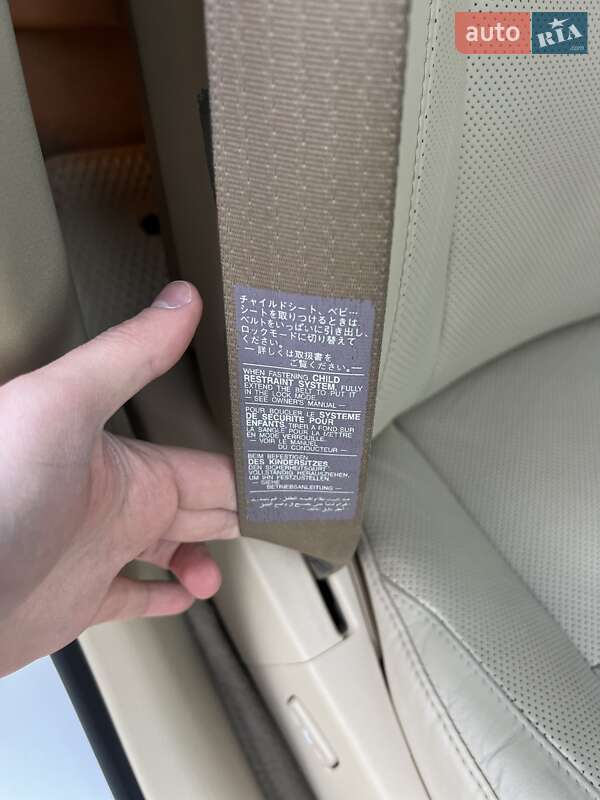 auto RIA.com
チャイルドシート、ベビー
シートを取りつけるときは、
ベルトをいっぱいに引き出し、
ロックモードに切り替えて
ください。
— 詳しくは取扱書を
ご覧ください。—
WHEN FASTENING CHILD
RESTRAINT SYSTEM, FULLY
EXTEND THE BELT TO PUT IT
IN THE LOCK MODE.
— SEE OWNER'S MANUAL —
POUR BOUCLER LE SYSTEME
DE SECURITE POUR
ENFANTS, TIRER A FOND SUR
LA SANGLE POUR LA METTRE
EN MODE VERROUILLE.
— VOIR LE MANUEL
DU CONDUCTEUR —
BEIM BEFESTIGEN
DES KINDERSITZES
DEN SICHERHEITSGURT
VOLLSTÄNDIG HERAUSZIEHEN,
UM IHN FESTZUSTELLEN.
— SIEHE
BETRIEBSANLEITUNG —